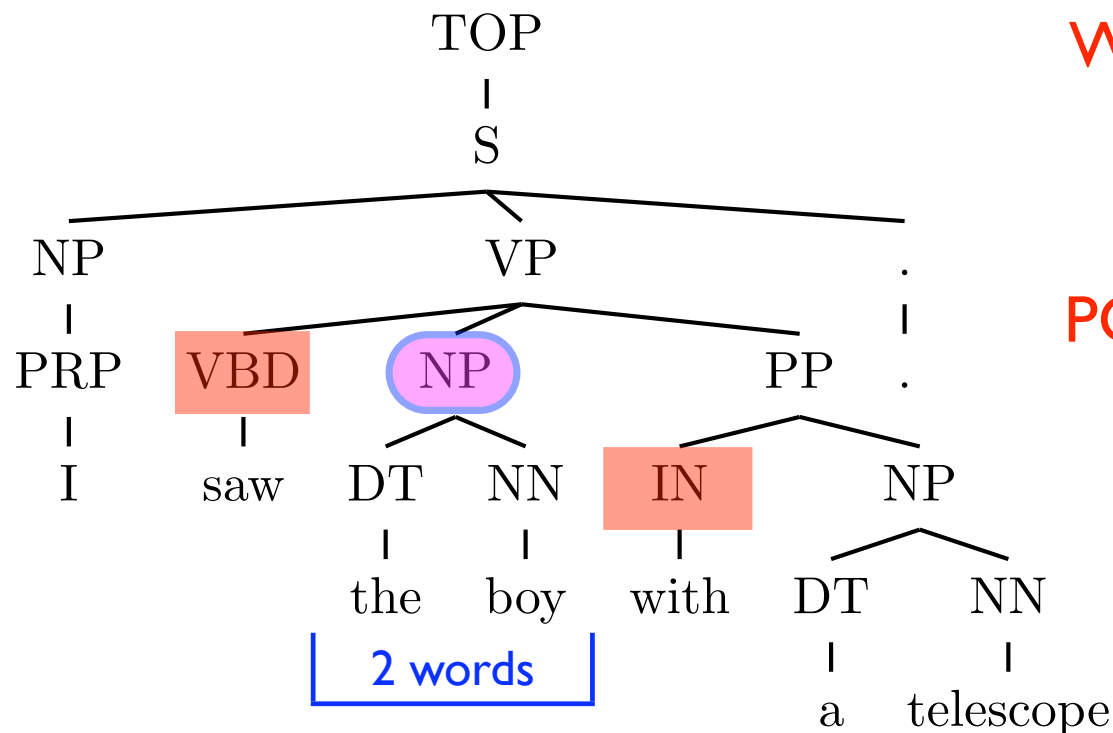 TOP
S
NP VP .
PRP VBD NP PP .
I saw DT NN IN NP
the boy with DT NN
2 words
a telescope